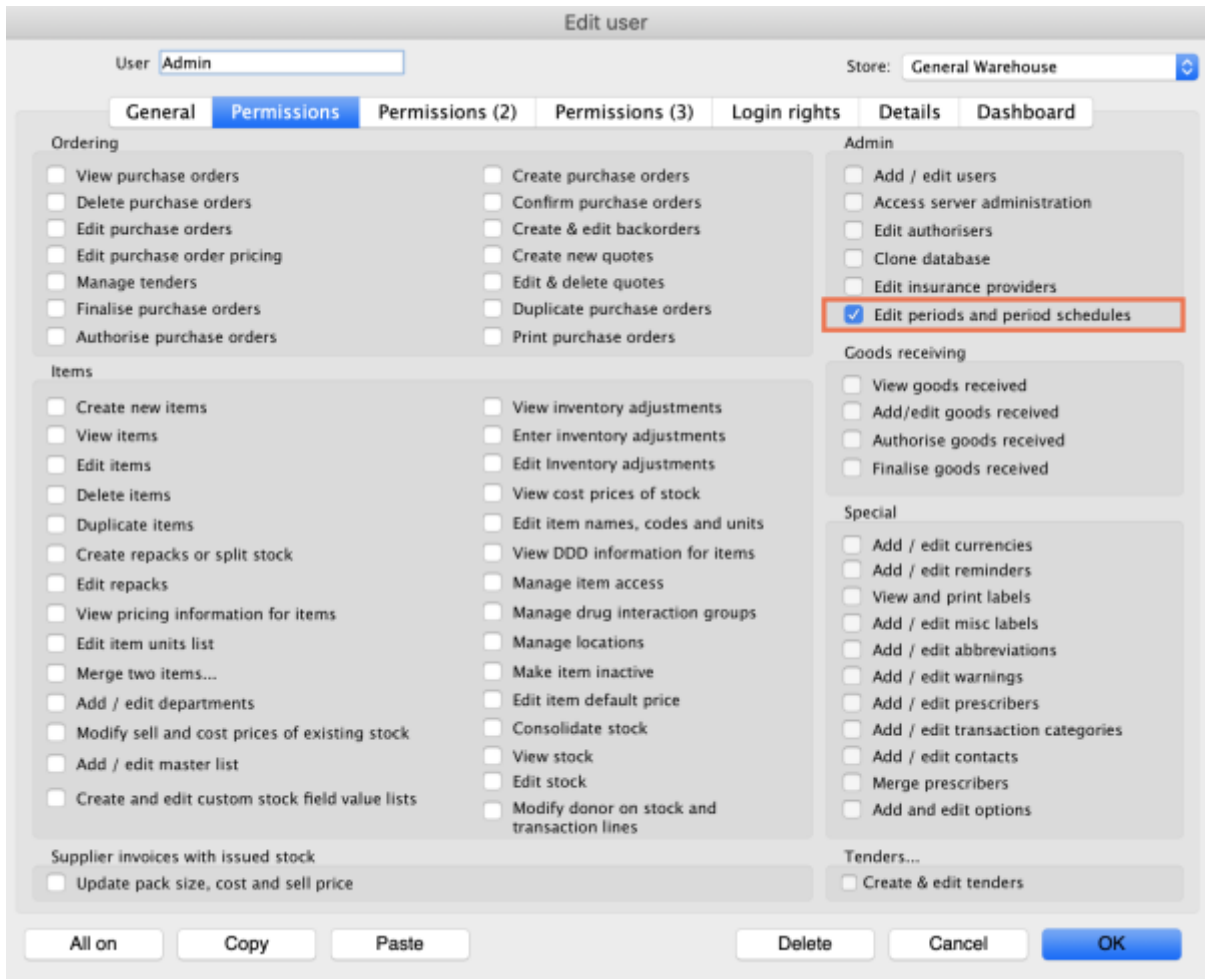 Edit user
User Admin
Store: General Warehouse
General Permissions Permissions (2) Permissions (3) Login rights Details Dashboard
Ordering
View purchase orders
Delete purchase orders
Edit purchase orders
Edit purchase order pricing
Manage tenders
Finalise purchase orders
Authorise purchase orders
Create purchase orders
Confirm purchase orders
Create & edit backorders
Create new quotes
Edit & delete quotes
Duplicate purchase orders
Print purchase orders
Items
Create new items
View items
Edit items
Delete items
Duplicate items
Create repacks or split stock
Edit repacks
View pricing information for items
Edit item units list
Merge two items...
Add / edit departments
Modify sell and cost prices of existing stock
Add / edit master list
Create and edit custom stock field value lists
View inventory adjustments
Enter inventory adjustments
Edit Inventory adjustments
View cost prices of stock
Edit item names, codes and units
View DDD information for items
Manage item access
Manage drug interaction groups
Manage locations
Make item inactive
Edit item default price
Consolidate stock
View stock
Edit stock
Modify donor on stock and
transaction lines
Supplier invoices with issued stock
Update pack size, cost and sell price
Admin
Add / edit users
Access server administration
Edit authorisers
Clone database
Edit insurance providers
Edit periods and period schedules
Goods receiving
View goods received
Add/edit goods received
Authorise goods received
Finalise goods received
Special
Add / edit currencies
Add / edit reminders
View and print labels
Add / edit misc labels
Add / edit abbreviations
Add / edit warnings
Add / edit prescribers
Add / edit transaction categories
Add / edit contacts
Merge prescribers
Add and edit options
Tenders...
Create & edit tenders
All on Copy Paste Delete Cancel OK